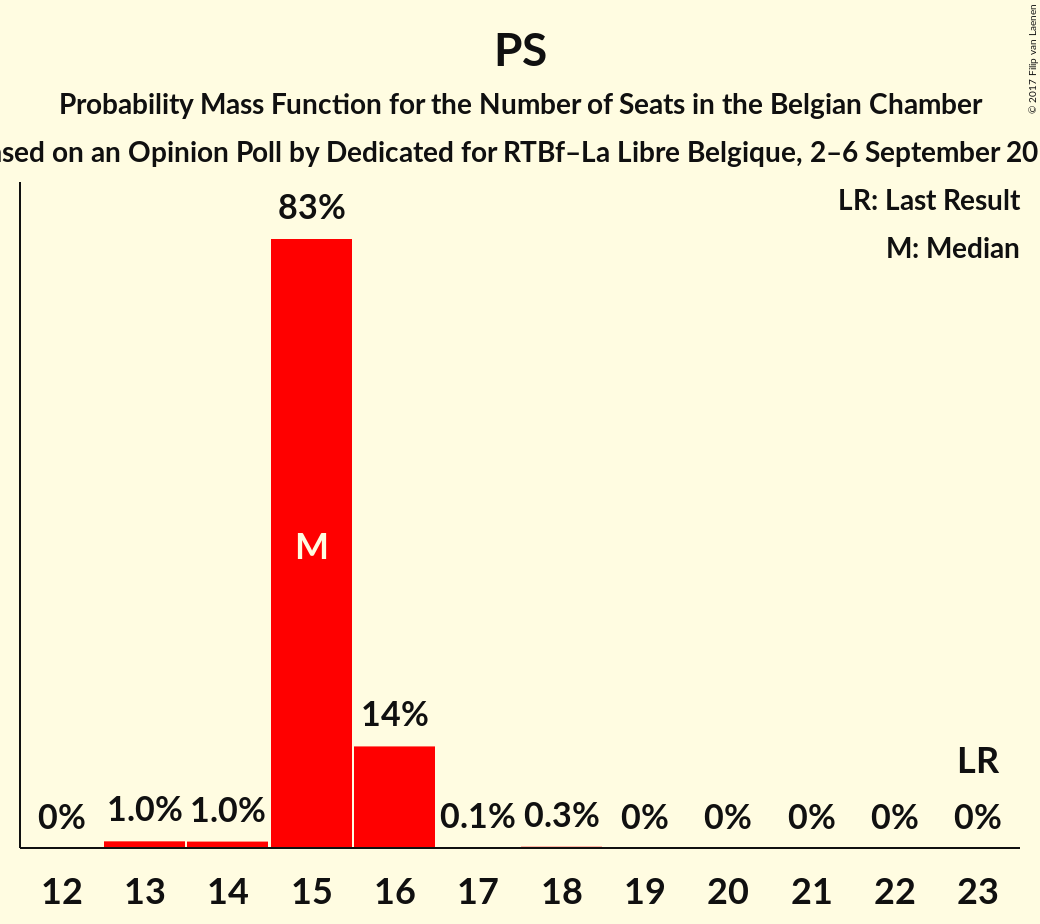 PS
Probability Mass Function for the Number of Seats in the Belgian Chamber
sed on an Opinion Poll by Dedicated for RTBf–La Libre Belgique, 2–6 September 20
© 2017 Filip van Laenen
LR: Last Result
M: Median
83%
M
14%
LR
0% 1.0% 1.0% 0.1% 0.3% 0% 0% 0% 0% 0%
12 13 14 15 16 17 18 19 20 21 22 23